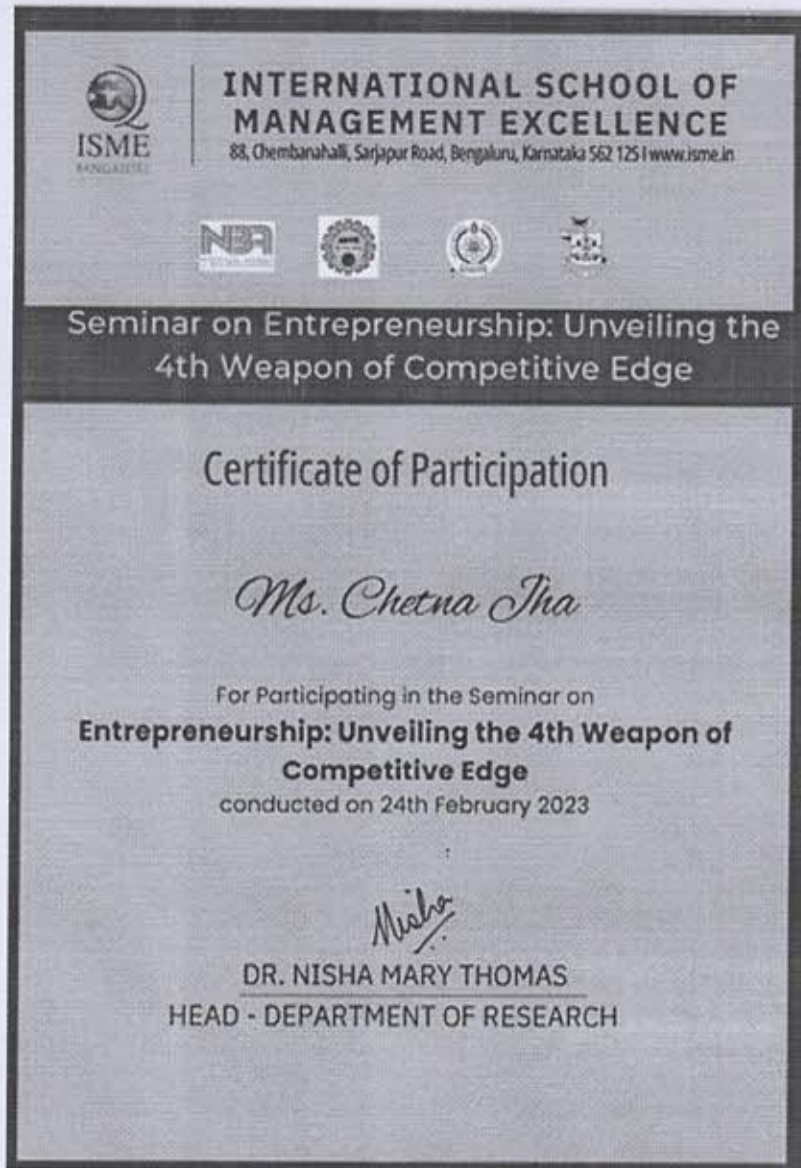 INTERNATIONAL SCHOOL OF
MANAGEMENT EXCELLENCE
88, Chembanahalli, Sarjapur Road, Bengaluru, Karnataka 562 125 I www.isme.in
ISME
BANGALORE
NBA
Seminar on Entrepreneurship: Unveiling the
4th Weapon of Competitive Edge
Certificate of Participation
Ms. Chetna Jha
For Participating in the Seminar on
Entrepreneurship: Unveiling the 4th Weapon of
Competitive Edge
conducted on 24th February 2023
Nisha
DR. NISHA MARY THOMAS
HEAD - DEPARTMENT OF RESEARCH